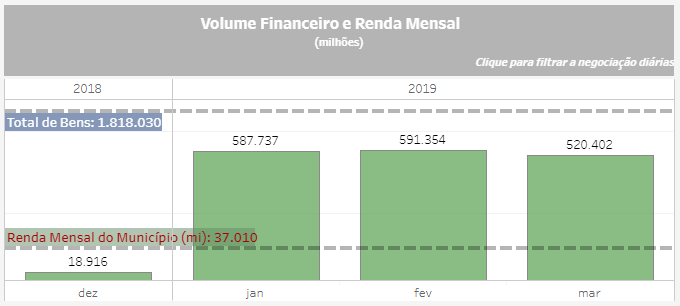 Volume Financeiro e Renda Mensal
(milhões)
Clique para filtrar a negociação diárias
2018 2019
Total de Bens: 1.818.030
587.737 591.354 520.402
Renda Mensal do Município (mi): 37.010
18.916
dez jan fev mar